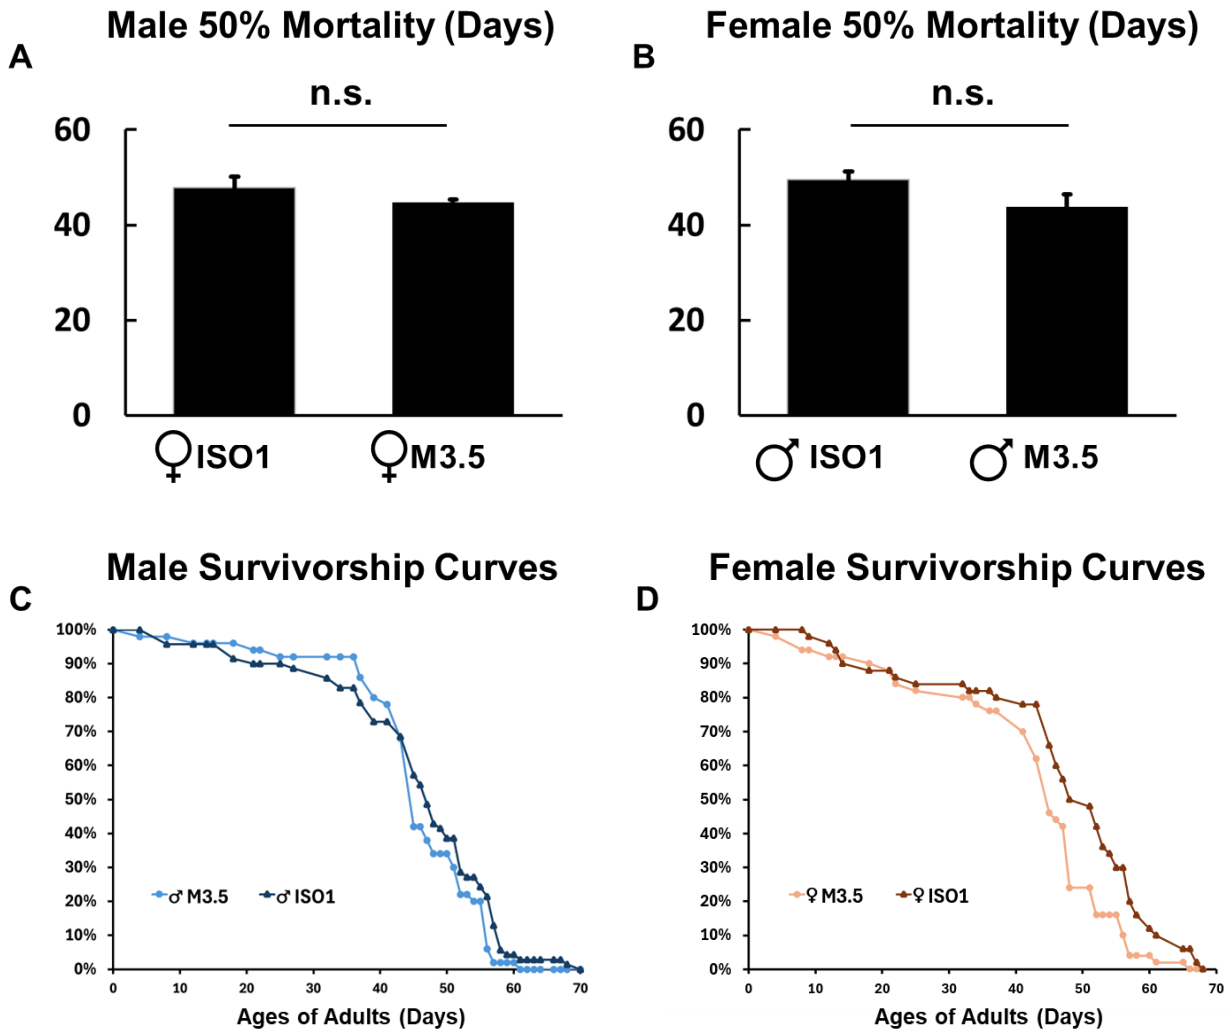 Male 50% Mortality (Days)
Female 50% Mortality (Days)
A
B
n.s.
n.s.
60
40
20
0
60
40
20
0
♀ISO1
♀M3.5
♂ ISO1
♂ M3.5
Male Survivorship Curves
Female Survivorship Curves
C
D
100%
90%
80%
70%
60%
50%
40%
30%
20%
10%
0%
♂ M3.5
♂ ISO1
0 10 20 30 40 50 60 70
Ages of Adults (Days)
100%
90%
80%
70%
60%
50%
40%
30%
20%
10%
0%
♀ M3.5
♀ ISO1
0 10 20 30 40 50 60 70
Ages of Adults (Days)